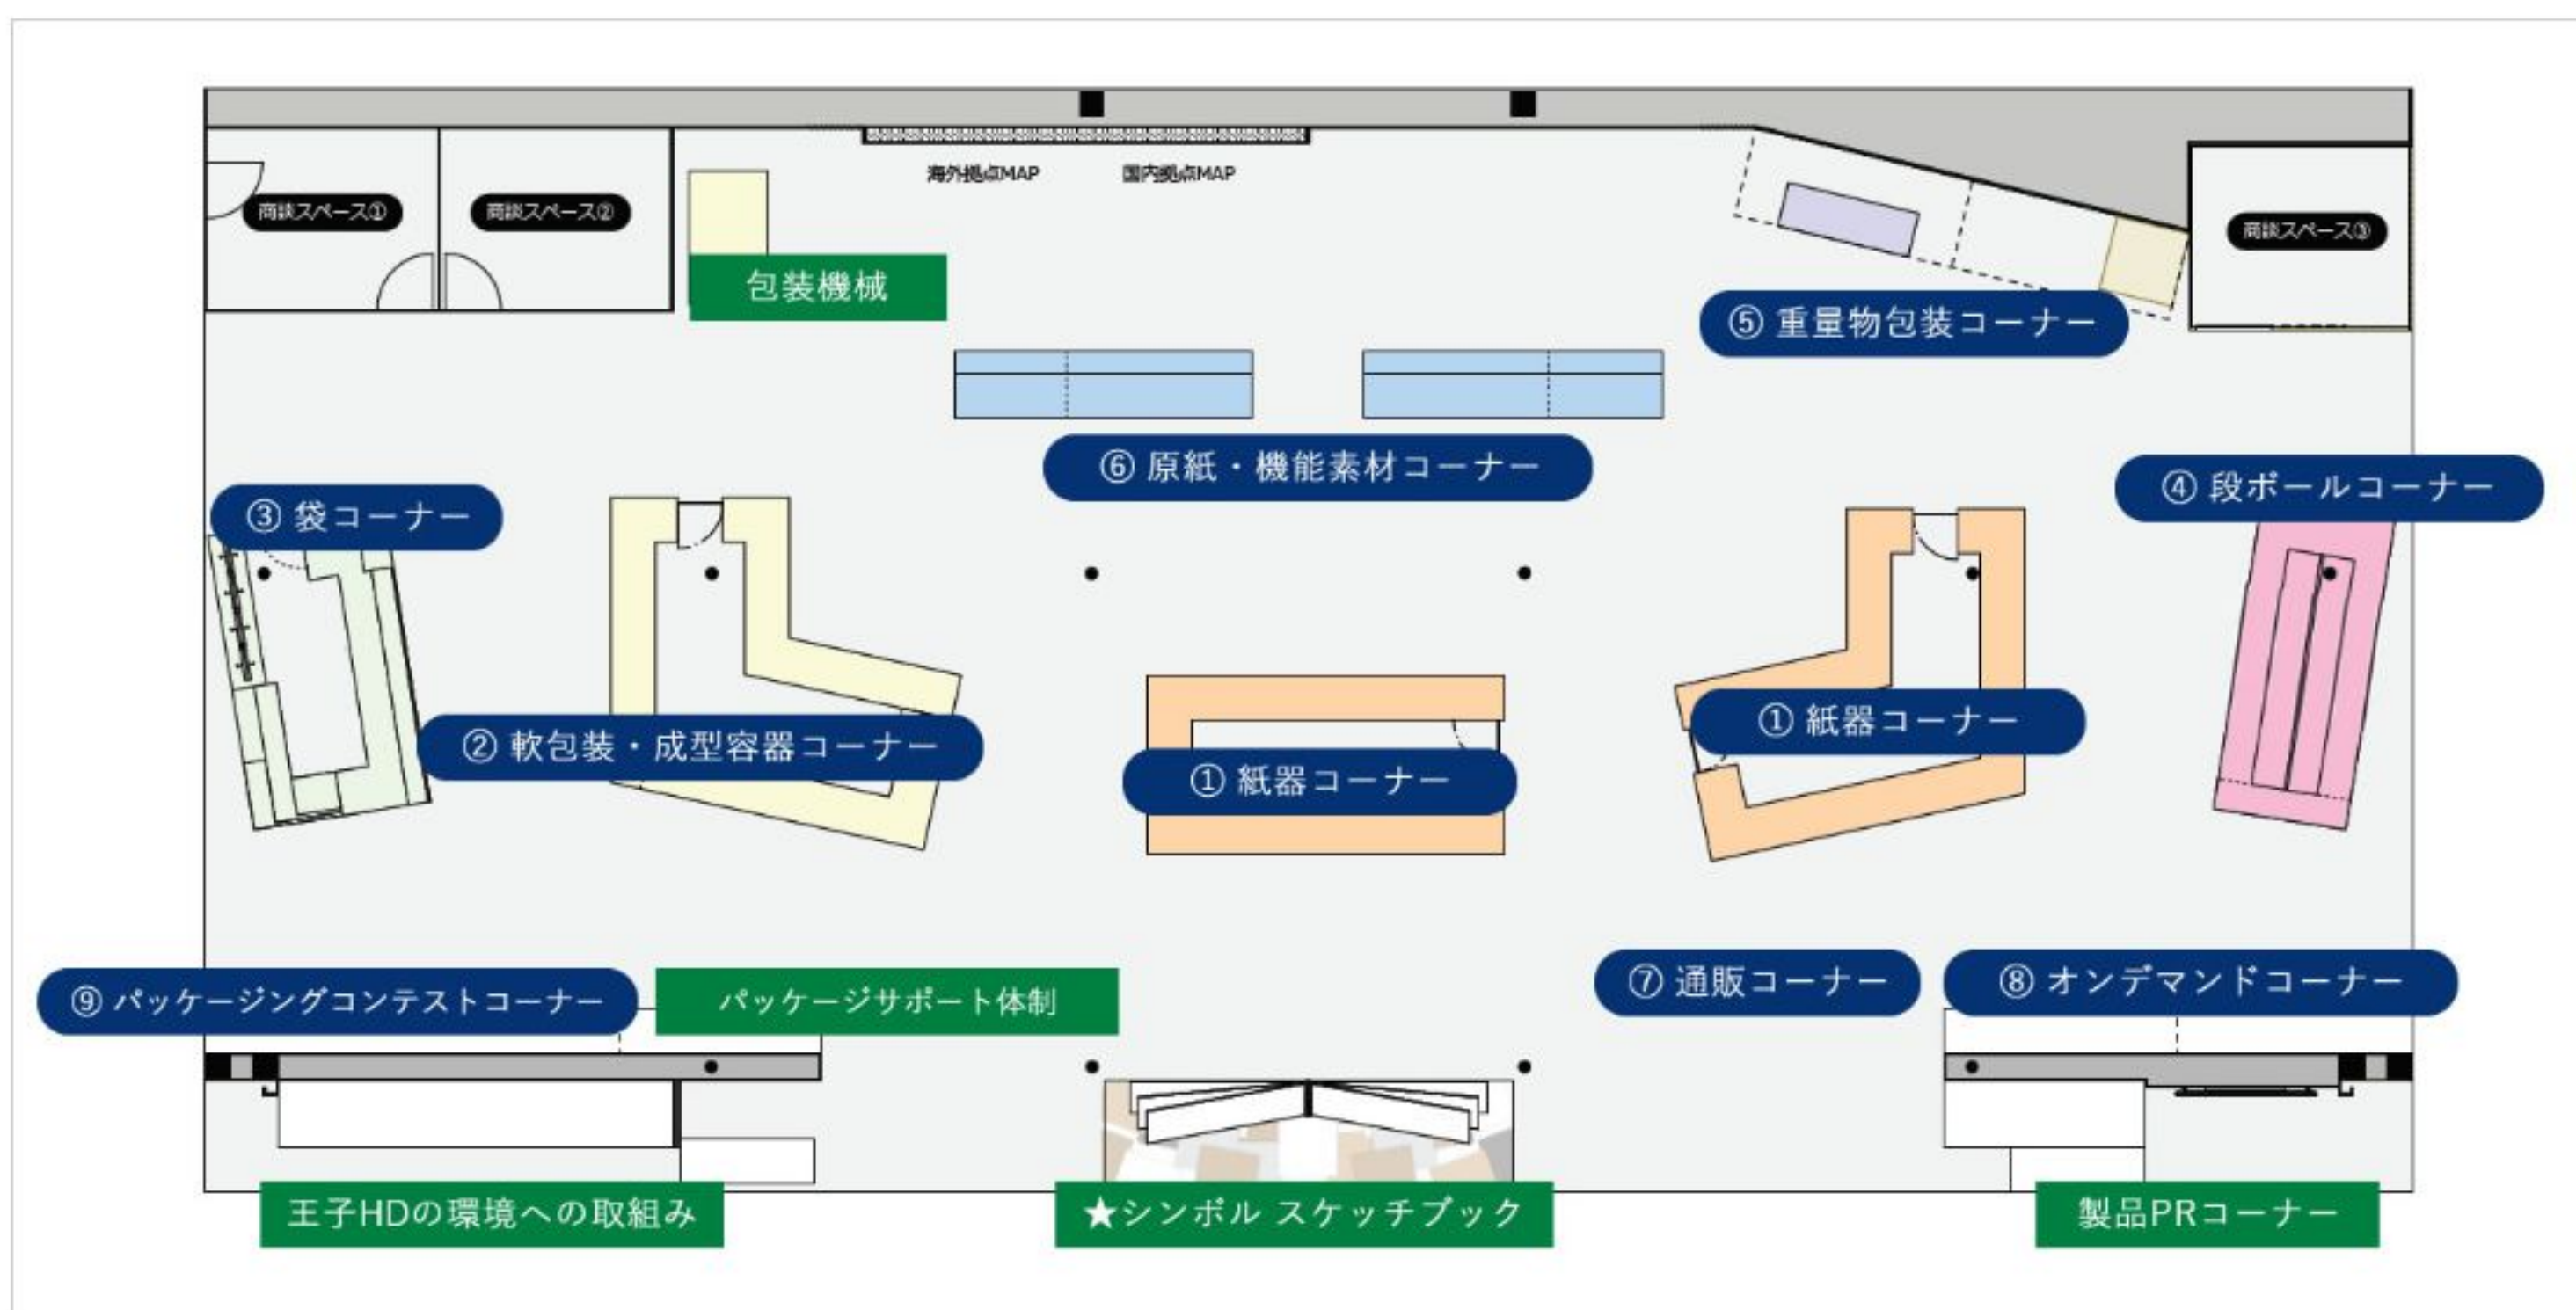 海外拠点MAP
国内拠点MAP
商談スペース①
商談スペース②
商談スペース③
包装機械
⑤ 重量物包装コーナー
⑥ 原紙・機能素材コーナー
④ 段ボールコーナー
③ 袋コーナー
① 紙器コーナー
② 軟包装・成型容器コーナー
① 紙器コーナー
⑦ 通販コーナー
⑧ オンデマンドコーナー
⑨ パッケージングコンテストコーナー
パッケージサポート体制
王子HDの環境への取組み
★シンボル スケッチブック
製品PRコーナー